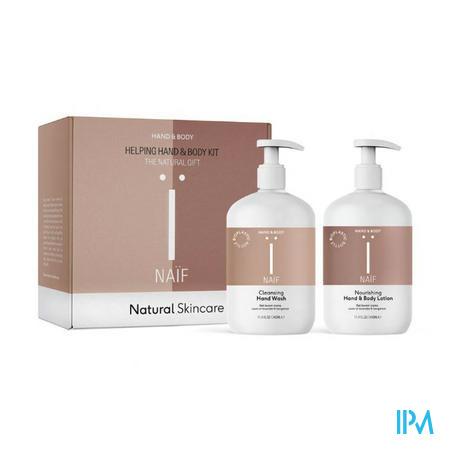 HAND & BODY
HELPING HAND & BODY KIT
THE NATURAL GIFT
Ï
NAÏF
Natural Skincare
HAND & BODY
Ï
NAÏF
Cleansing
Hand Wash
HAND & BODY
Ï
NAÏF
Nourishing
Hand & Body Lotion
IPM